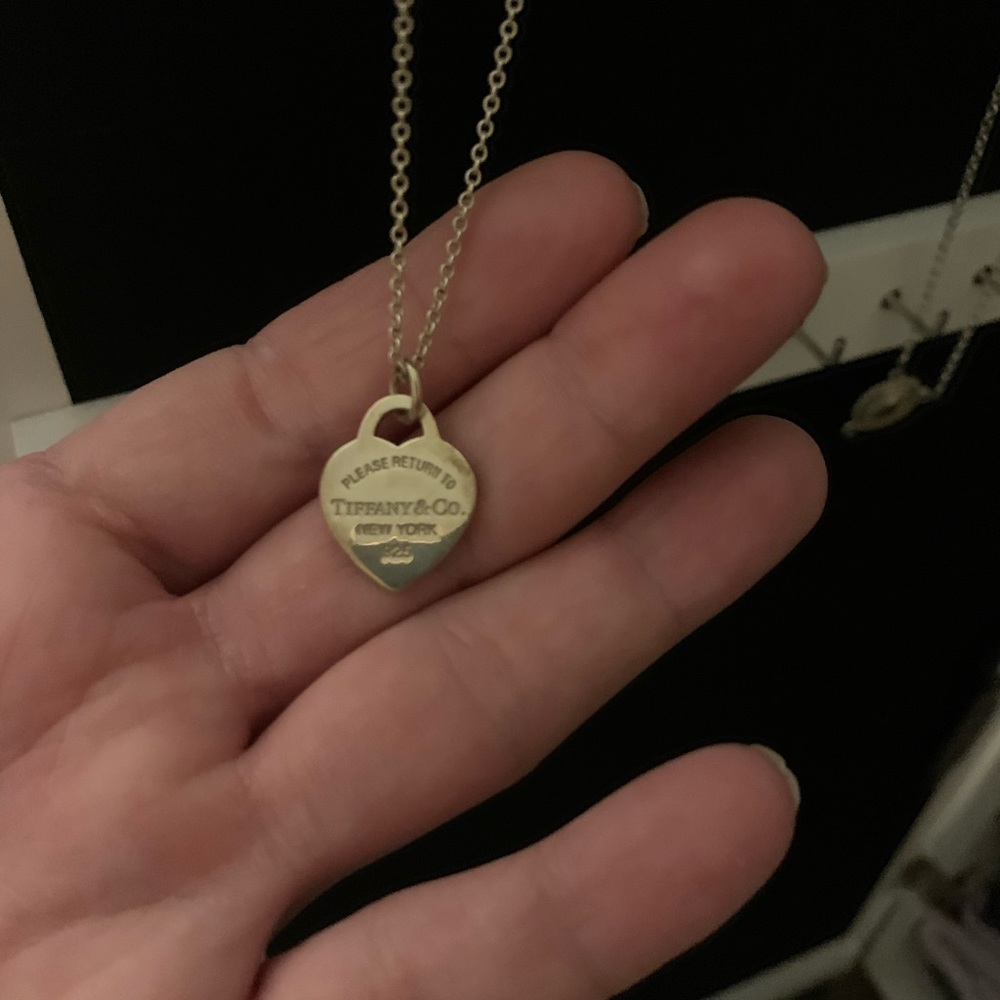 PLEASE RETURN TO
TIFFANY & CO.
NEW YORK
925